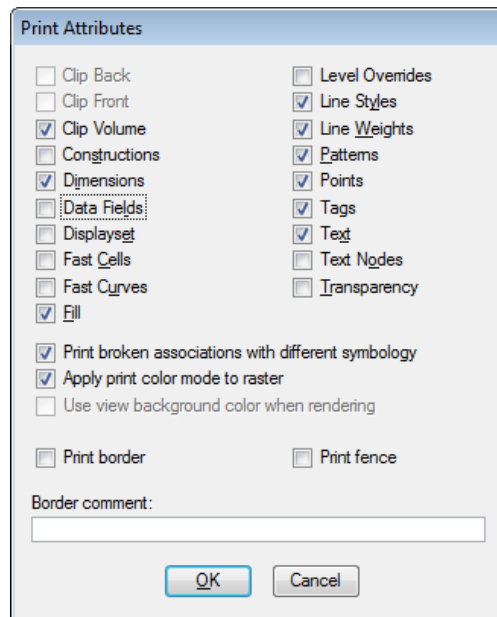 Print Attributes
Clip Back
Clip Front
Clip Volume
Constructions
Dimensions
Data Fields
Displayset
Fast Cells
Fast Curves
Fill
Level Overrides
Line Styles
Line Weights
Patterns
Points
Tags
Text
Text Nodes
Transparency
Print broken associations with different symbology
Apply print color mode to raster
Use view background color when rendering
Print border
Print fence
Border comment:
OK
Cancel